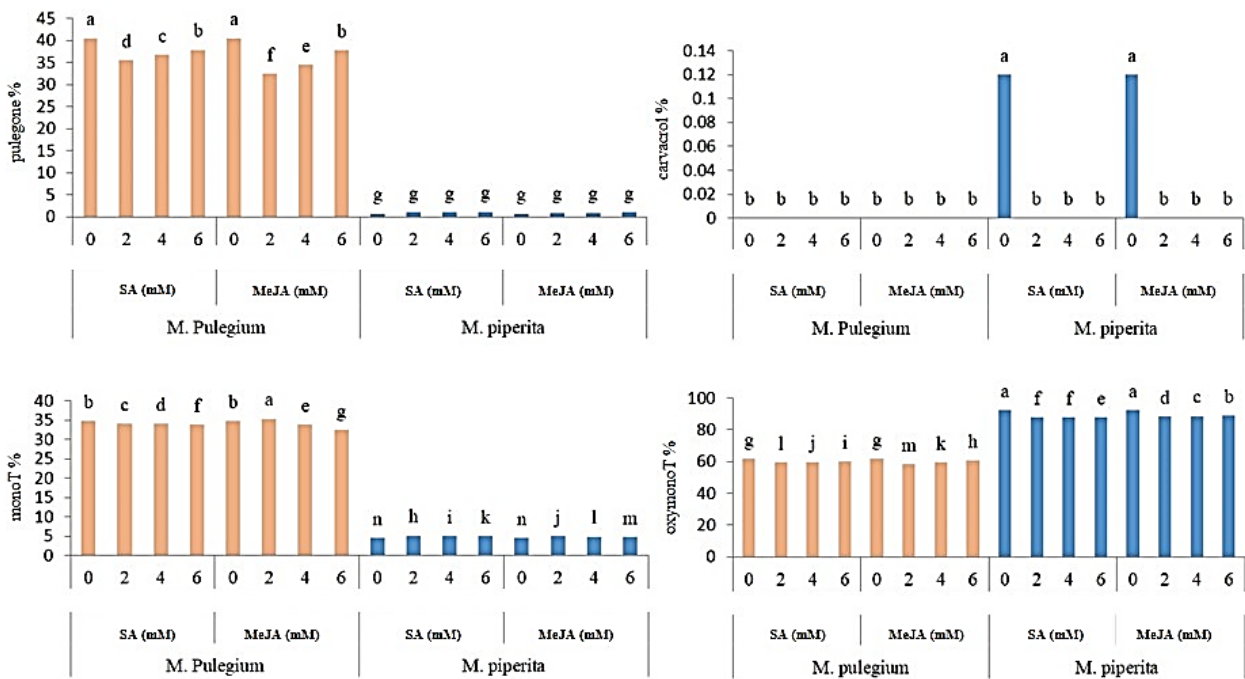 pulegone %
45
40
35
30
25
20
15
10
5
0
a d c b a f e b g g g g g g g g
0 2 4 6 0 2 4 6 0 2 4 6 0 2 4 6
SA (mM) MeJA (mM) SA (mM) MeJA (mM)
M. Pulegium M. piperita
carvacrol %
0.14
0.12
0.1
0.08
0.06
0.04
0.02
0
b b b b b b b b a b b b a b b b
0 2 4 6 0 2 4 6 0 2 4 6 0 2 4 6
SA (mM) MeJA (mM) SA (mM) MeJA (mM)
M. Pulegium M. piperita
monoT %
40
35
30
25
20
15
10
5
0
b c d f b a e g n h i k n j l m
0 2 4 6 0 2 4 6 0 2 4 6 0 2 4 6
SA (mM) MeJA (mM) SA (mM) MeJA (mM)
M. Pulegium M. piperita
oxymonoT %
100
80
60
40
20
0
g l j i g m k h a f f e a d c b
0 2 4 6 0 2 4 6 0 2 4 6 0 2 4 6
SA (mM) MeJA (mM) SA (mM) MeJA (mM)
M. pulegium M. piperita